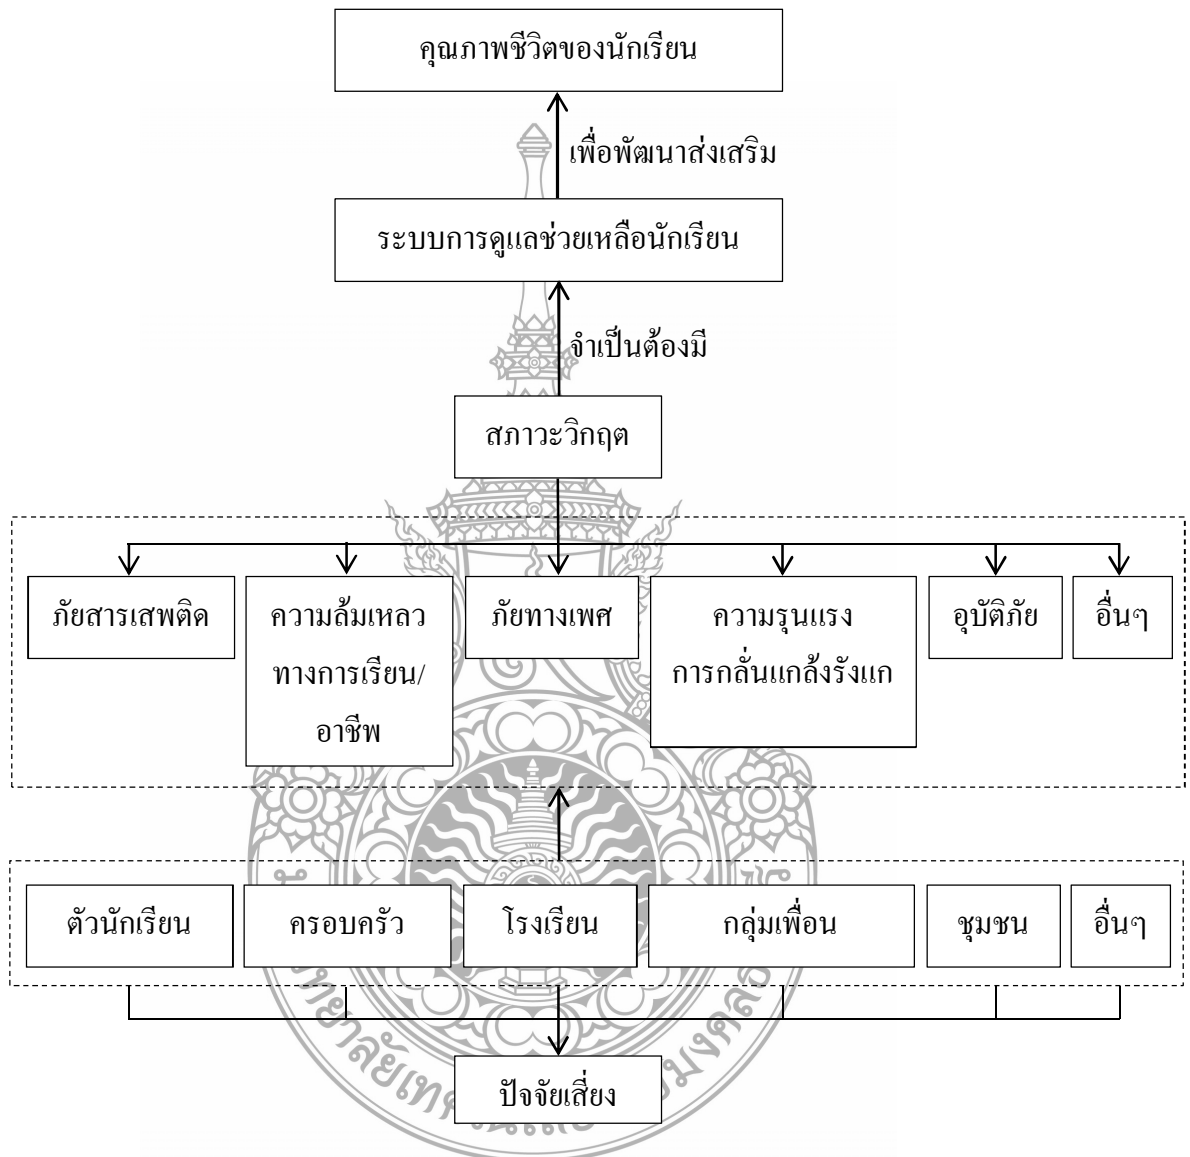 คุณภาพชีวิตของนักเรียน
เพื่อพัฒนาส่งเสริม
ระบบการดูแลช่วยเหลือนักเรียน
จำเป็นต้องมี
สภาวะวิกฤต
ภัยสารเสพติด
ความล้มเหลว
ทางการเรียน/
อาชีพ
ภัยทางเพศ
ความรุนแรง
การกลั่นแกล้งรังแก
อุบัติภัย
อื่นๆ
ตัวนักเรียน
ครอบครัว
โรงเรียน
กลุ่มเพื่อน
ชุมชน
อื่นๆ
ปัจจัยเสี่ยง